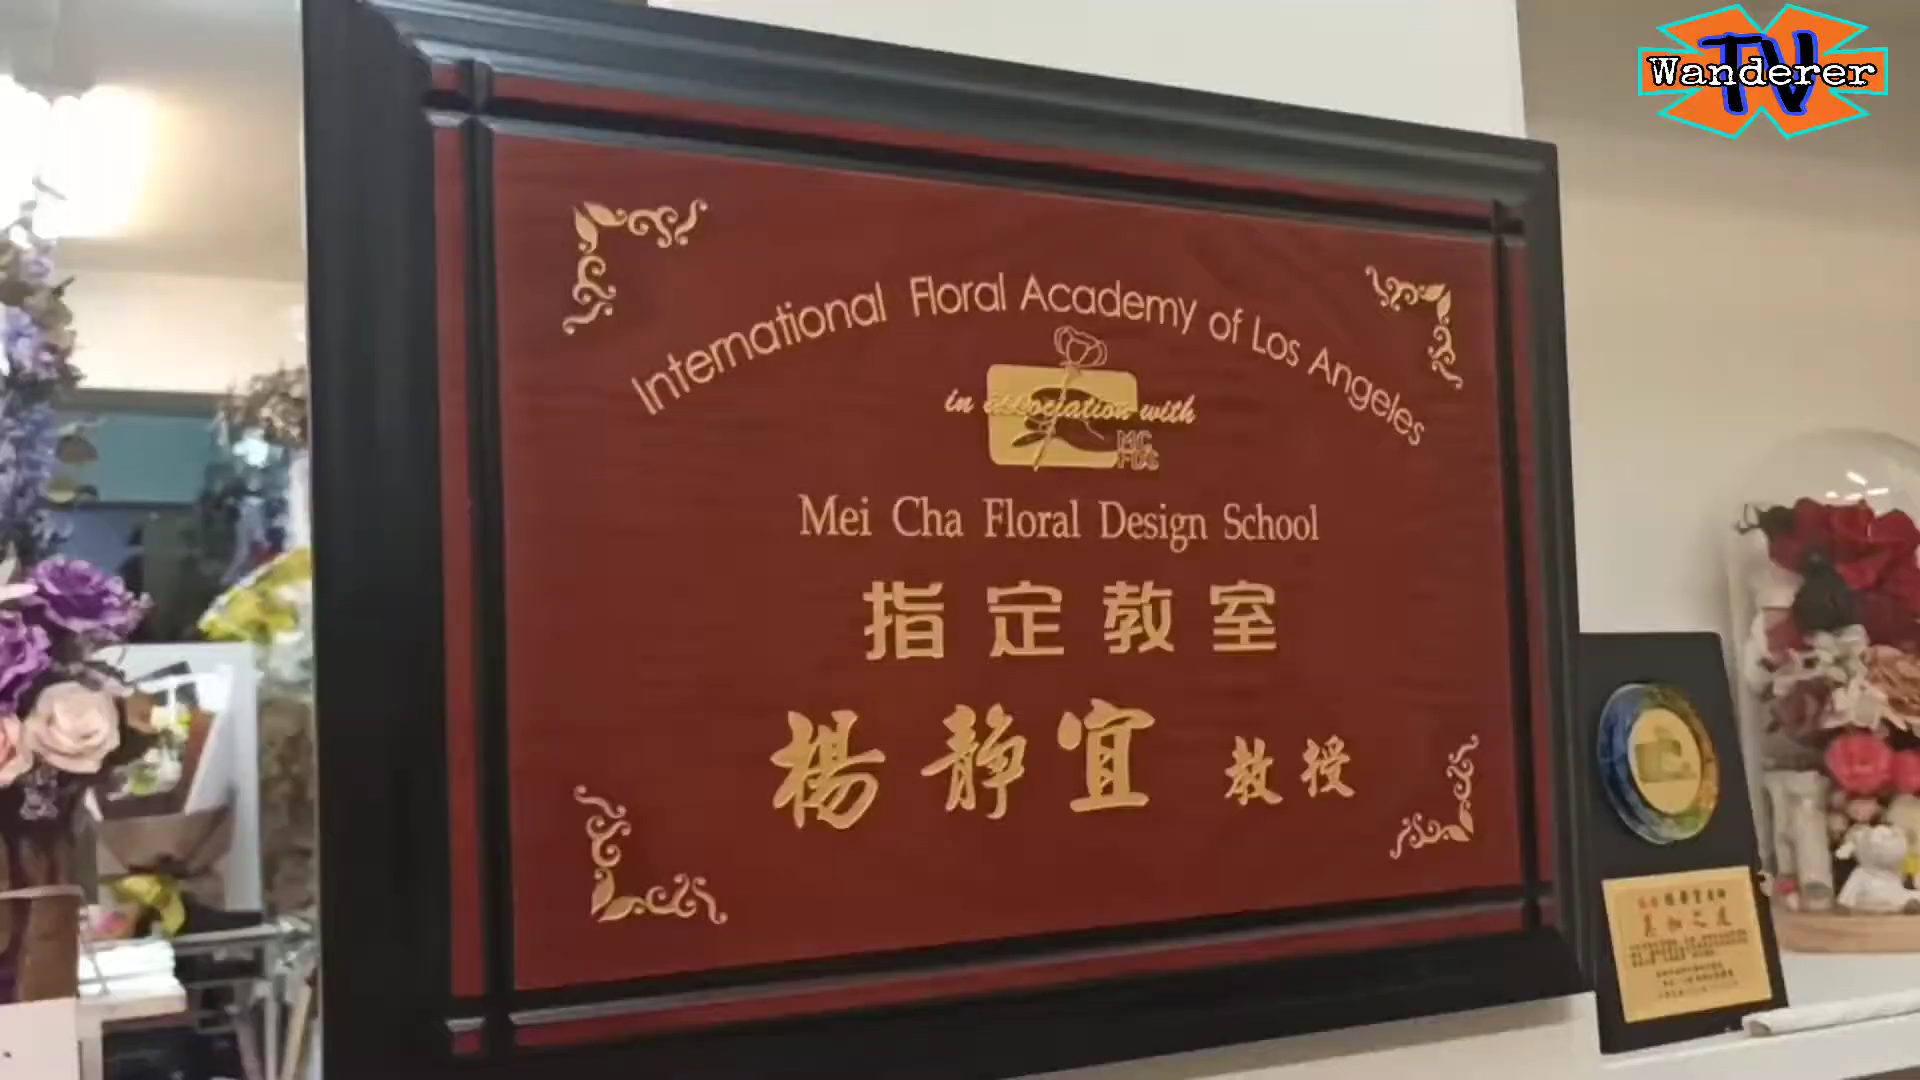 TV
Wanderer
International Floral Academy of Los Angeles
in association with
MC
FDS
Mei Cha Floral Design School
指定教室
楊靜宜 教授